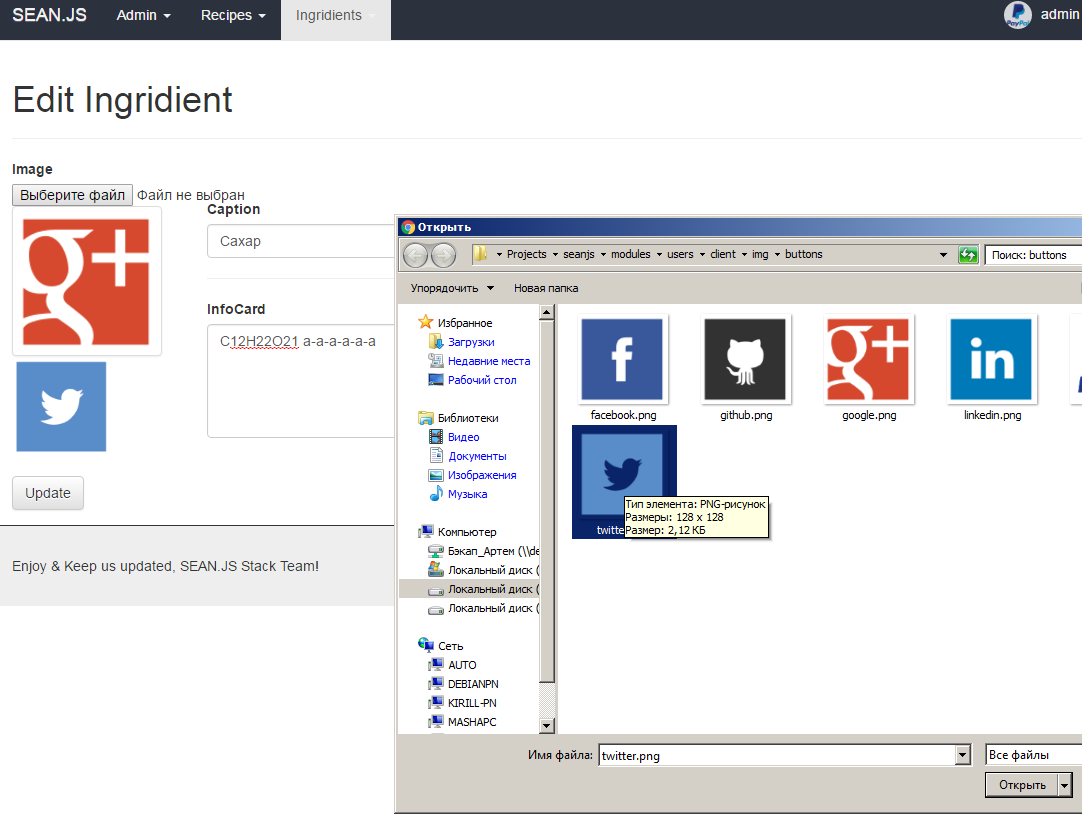 SEAN.JS Admin Recipes Ingridients admin
PayPal
Edit Ingridient
Image
Выберите файл Файл не выбран
g+
Caption
Сахар
InfoCard
C12H22O21 a-a-a-a-a-a
Update
Enjoy & Keep us updated, SEAN.JS Stack Team!
Открыть
Projects seanjs modules users client img buttons
Поиск: buttons
Упорядочить Новая папка
Избранное
Загрузки
Недавние места
Рабочий стол
Библиотеки
Видео
Документы
Изображения
Музыка
Компьютер
Бэкап_Артем (\\de
Локальный диск (
Локальный диск (
Локальный диск (
Сеть
AUTO
DEBIANPN
KIRILL-PN
MASHAPC
f g+ in
facebook.png github.png google.png linkedin.png
twitte
Тип элемента: PNG-рисунок
Размеры: 128 x 128
Размер: 2,12 КБ
Имя файла: twitter.png Все файлы
Открыть